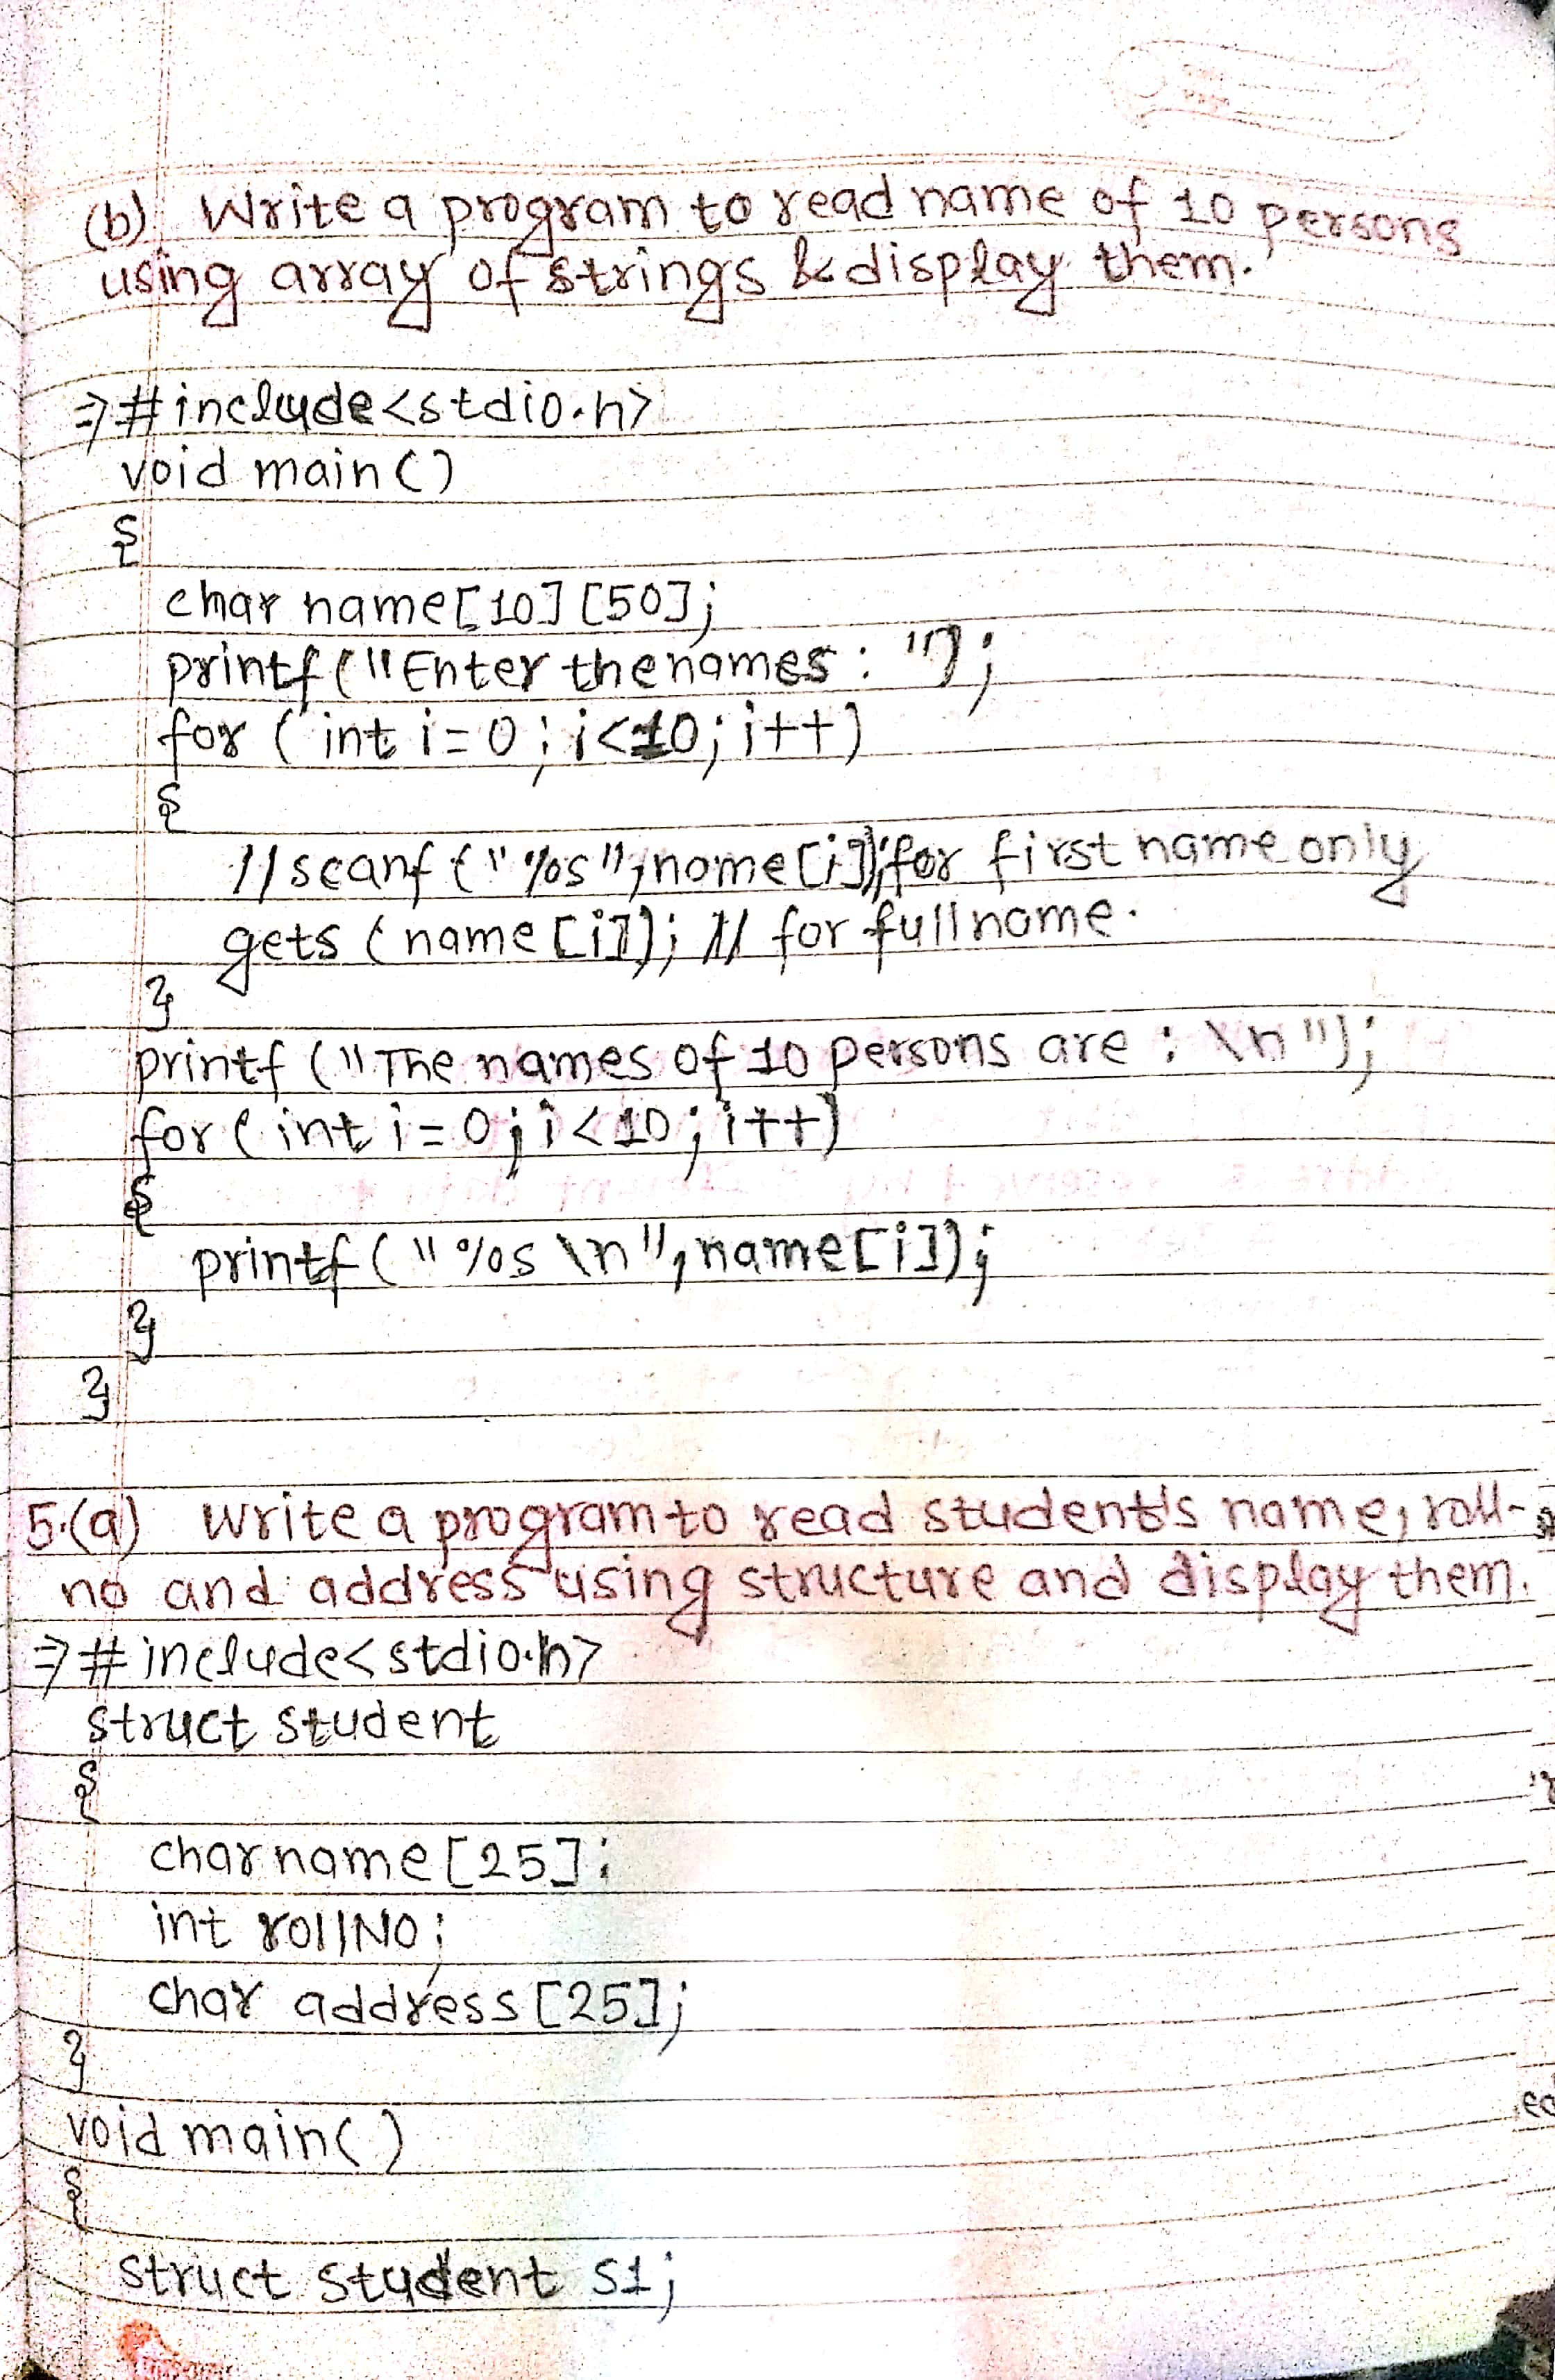 (b) Write a program to read name of 10 persons
using array of strings & display them.
⇒ #include<stdio.h>
void main()
{
char name[10][50];
printf("Enter the names : ");
for (int i=0; i<10; i++)
{
//scanf("%s",name[i]);for first name only
gets (name[i]); // for full name.
}
printf ("The names of 10 persons are : \n");
for (int i=0; i<10; i++)
{
printf ("%s \n", name[i]);
}
}
5.(a) Write a program to read student's name, roll-
no and address using structure and display them.
⇒ #include<stdio.h>
struct student
{
char name [25];
int rollNO;
char address [25];
}
void main()
{
struct student S1;